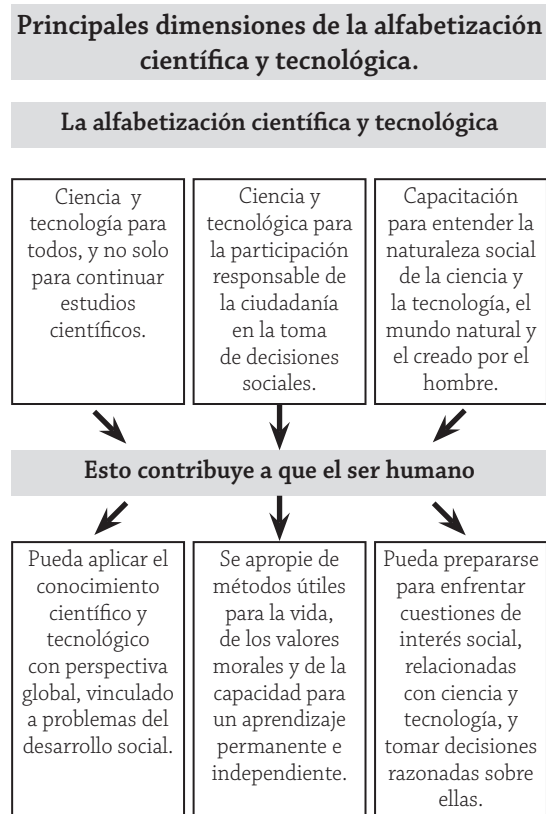 Principales dimensiones de la alfabetización
científica y tecnológica.
La alfabetización científica y tecnológica
Ciencia y
tecnología para
todos, y no solo
para continuar
estudios
científicos.
Ciencia y
tecnológica para
la participación
responsable de
la ciudadanía
en la toma
de decisiones
sociales.
Capacitación
para entender la
naturaleza social
de la ciencia y
la tecnología, el
mundo natural y
el creado por el
hombre.
Esto contribuye a que el ser humano
Pueda aplicar el
conocimiento
científico y
tecnológico
con perspectiva
global, vinculado
a problemas del
desarrollo social.
Se apropie de
métodos útiles
para la vida,
de los valores
morales y de la
capacidad para
un aprendizaje
permanente e
independiente.
Pueda prepararse
para enfrentar
cuestiones de
interés social,
relacionadas
con ciencia y
tecnología, y
tomar decisiones
razonadas sobre
ellas.